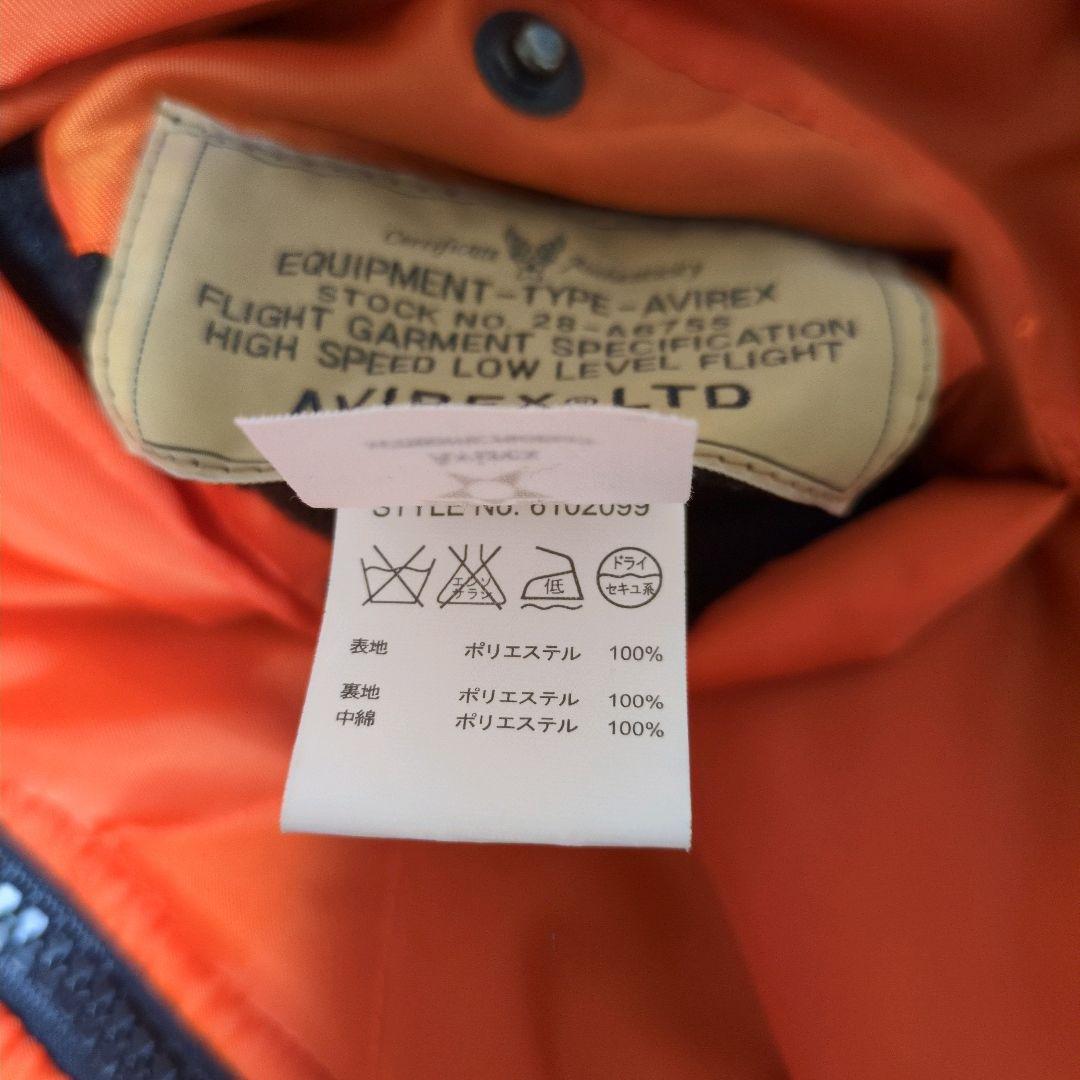 Certificate Authenticity
EQUIPMENT-TYPE-AVIREX
STOCK NO. 28-A6755
FLIGHT GARMENT SPECIFICATION
HIGH SPEED LOW LEVEL FLIGHT
AVIREX® LTD
Avirex
STYLE No. 6102099
エンソ
サラシ
低
ドライ
セキユ系
表地 ポリエステル 100%
裏地 ポリエステル 100%
中綿 ポリエステル 100%